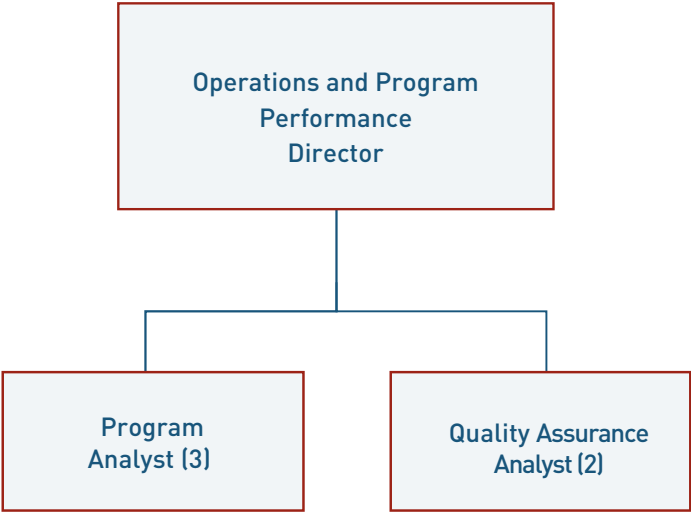 Operations and Program
Performance
Director
Program
Analyst (3)
Quality Assurance
Analyst (2)